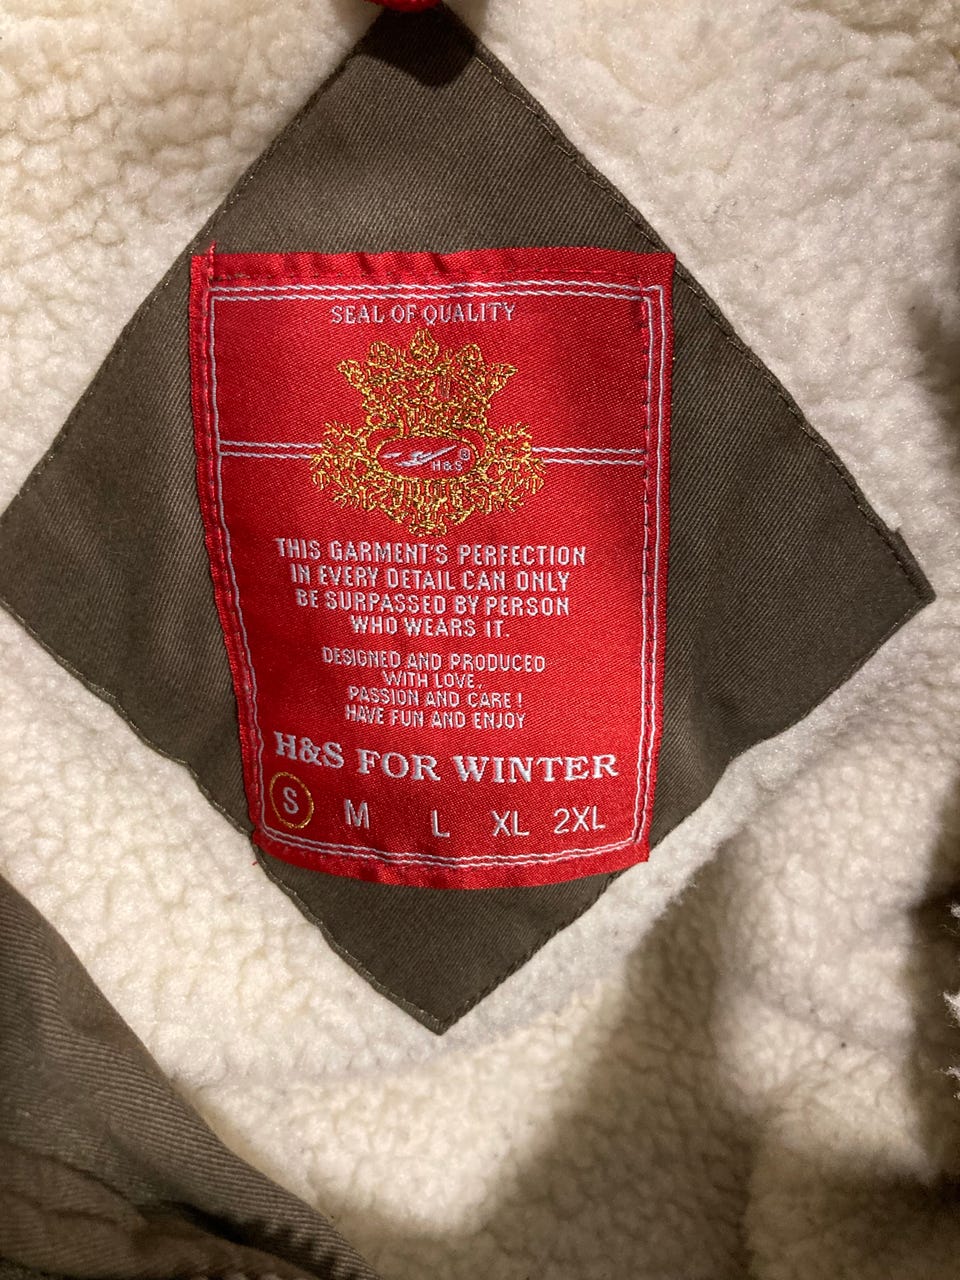 SEAL OF QUALITY
H&S®
THIS GARMENT'S PERFECTION
IN EVERY DETAIL CAN ONLY
BE SURPASSED BY PERSON
WHO WEARS IT.
DESIGNED AND PRODUCED
WITH LOVE,
PASSION AND CARE!
HAVE FUN AND ENJOY
H&S FOR WINTER
S M L XL 2XL